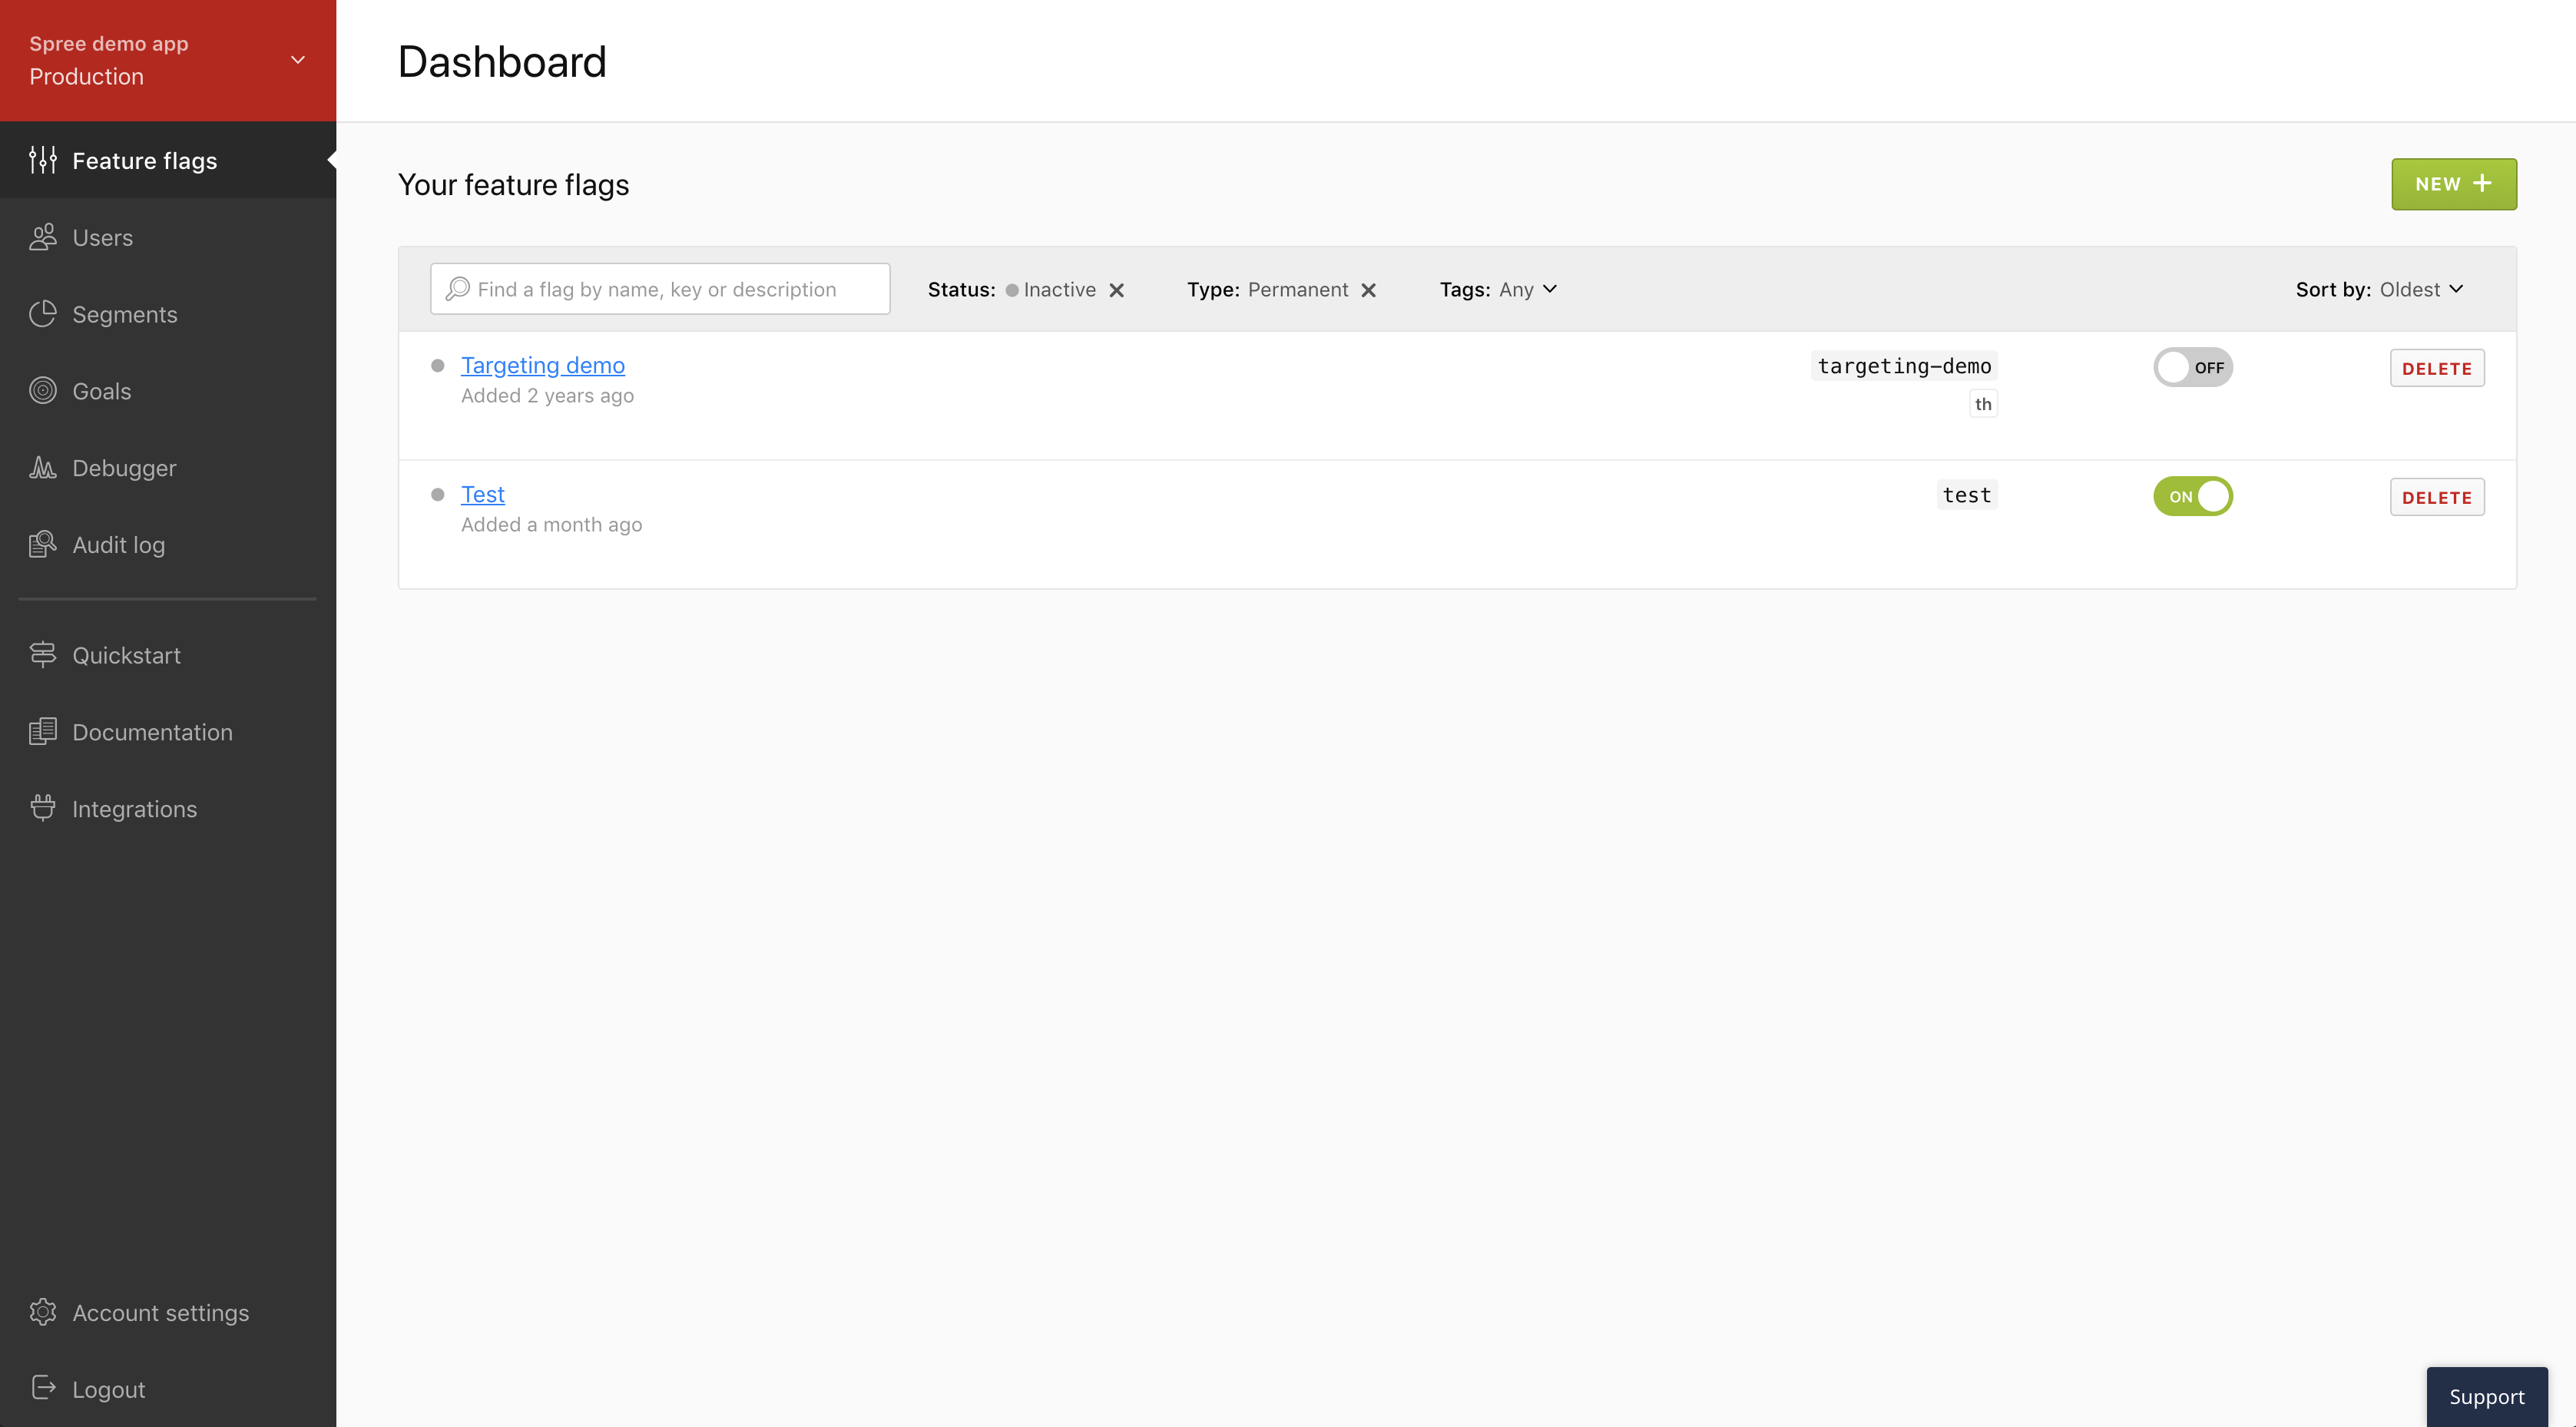 Spree demo app
Production
Feature flags
Users
Segments
Goals
Debugger
Audit log
Quickstart
Documentation
Integrations
Account settings
Logout
Dashboard
Your feature flags
NEW +
Find a flag by name, key or description
Status: Inactive
Type: Permanent
Tags: Any
Sort by: Oldest
Targeting demo
Added 2 years ago
targeting-demo
th
OFF
DELETE
Test
Added a month ago
test
ON
DELETE
Support